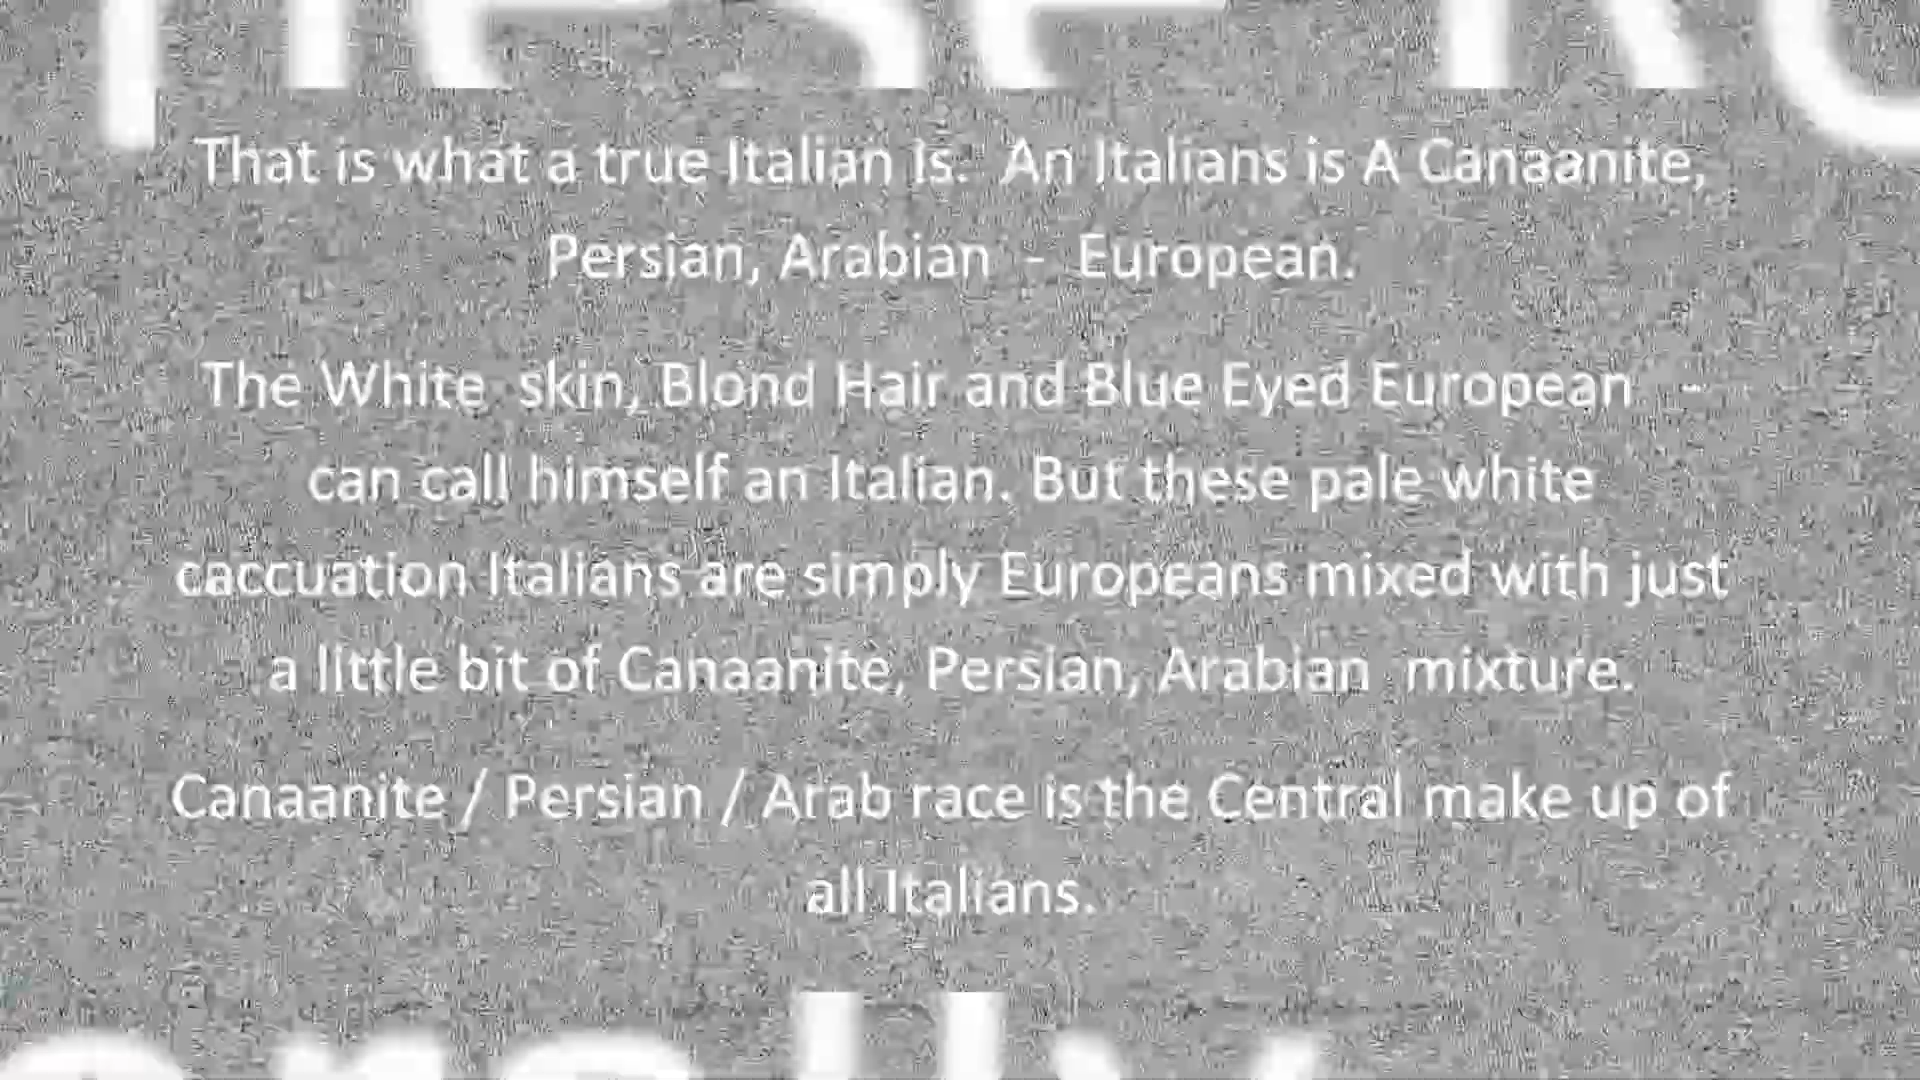 That is what a true Italian is.  An Italians is A Canaanite,
Persian, Arabian  -  European.
The White  skin, Blond Hair and Blue Eyed European   -
can call himself an Italian. But these pale white
caccuation Italians are simply Europeans mixed with just
a little bit of Canaanite, Persian, Arabian  mixture.
Canaanite / Persian / Arab race is the Central make up of
all Italians.